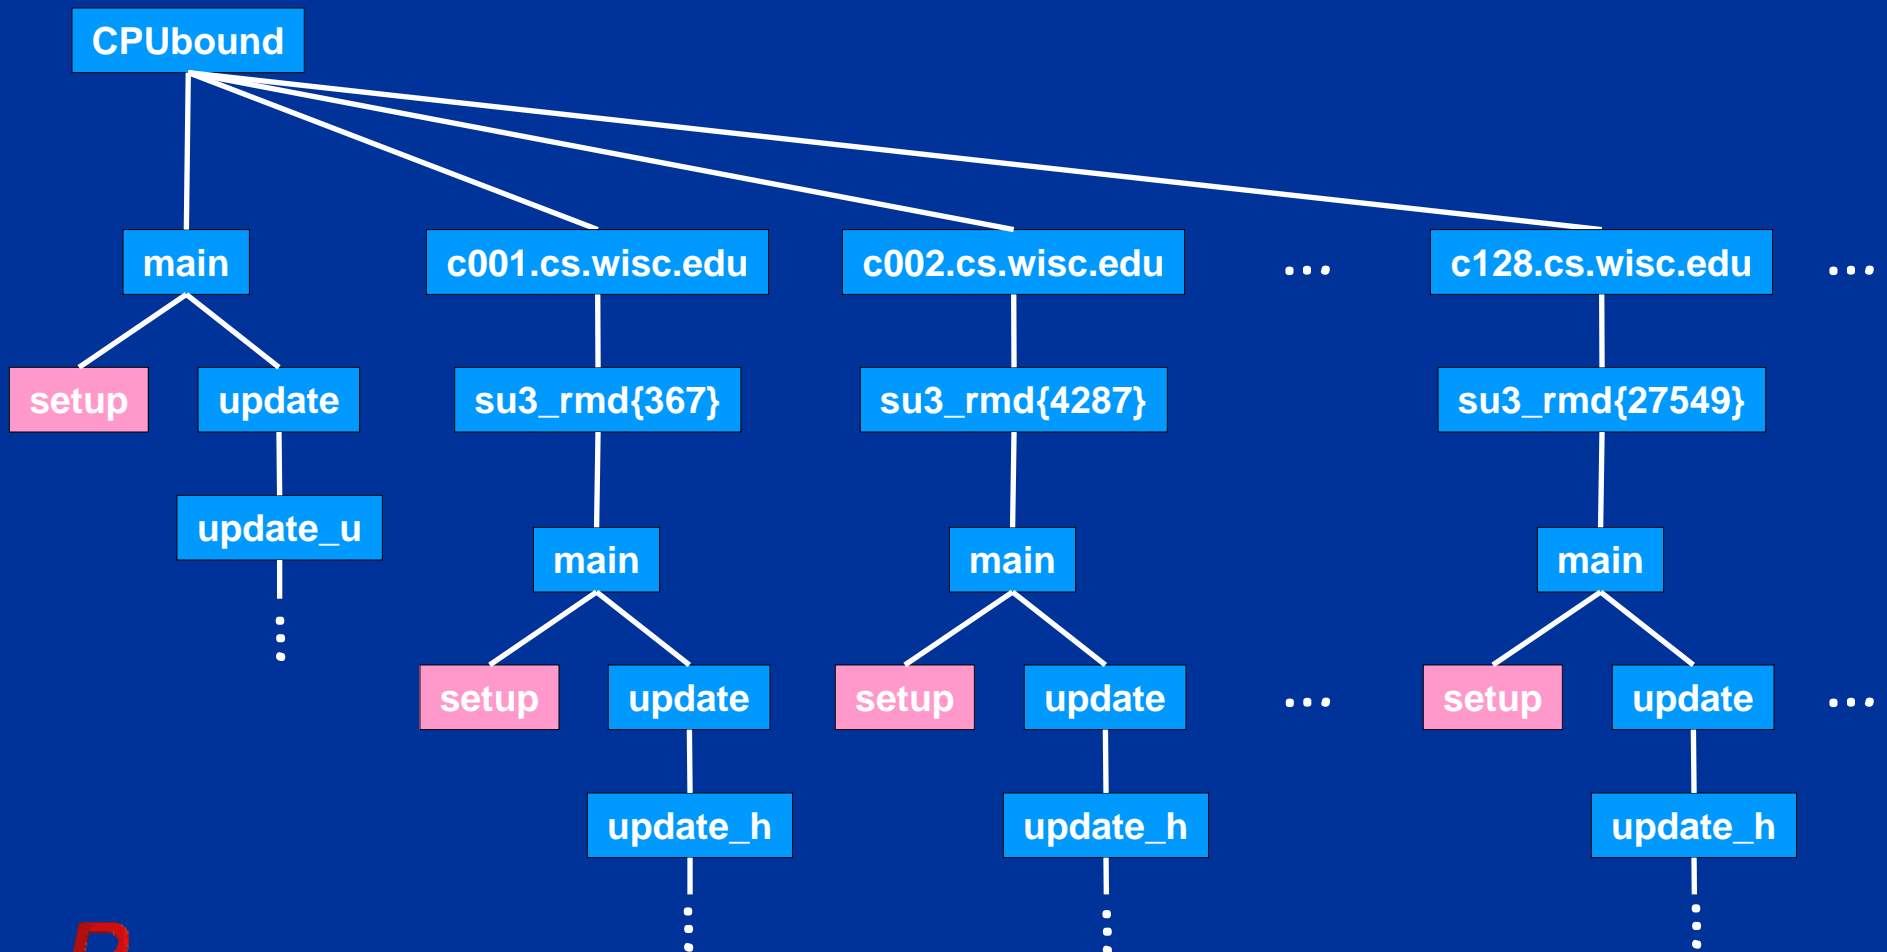 CPUbound
main
c001.cs.wisc.edu
c002.cs.wisc.edu
...
c128.cs.wisc.edu
...
setup
update
su3_rmd{367}
su3_rmd{4287}
su3_rmd{27549}
update_u
main
main
main
...
setup
update
setup
update
...
setup
update
...
update_h
update_h
update_h
...
...
...